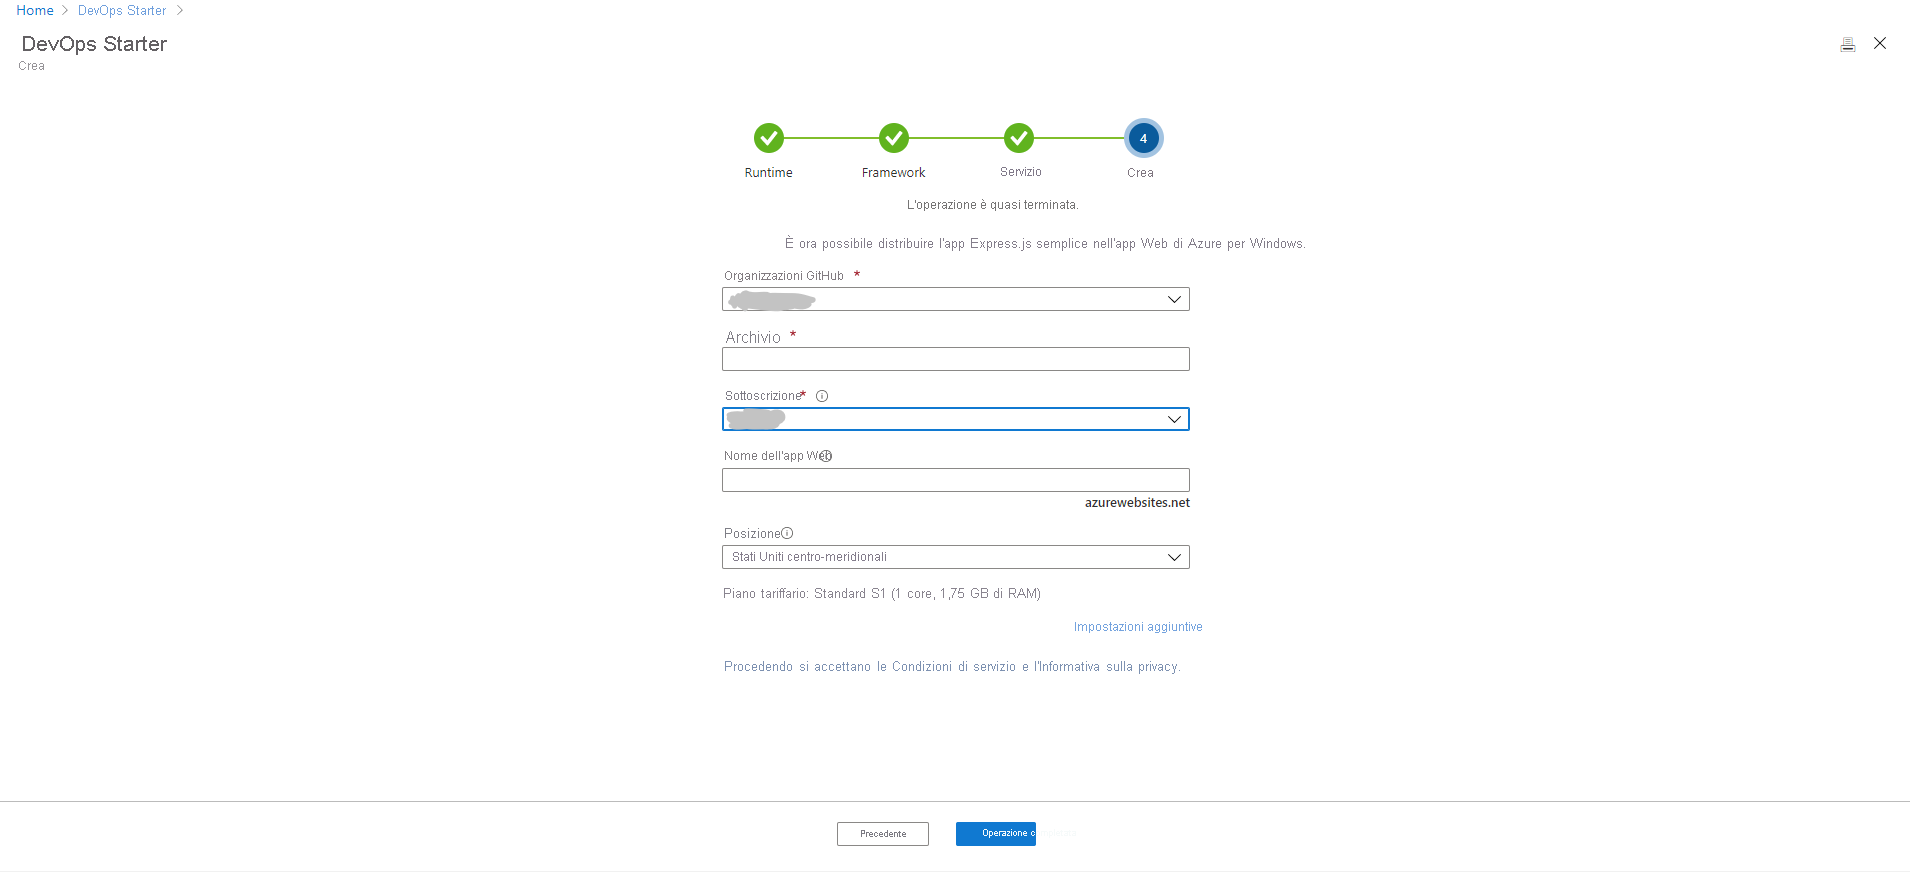 Home > DevOps Starter >
DevOps Starter
Crea
4
Runtime Framework Servizio Crea
L'operazione è quasi terminata.
È ora possibile distribuire l'app Express.js semplice nell'app Web di Azure per Windows.
Organizzazioni GitHub *
Archivio *
Sottoscrizione*
Nome dell'app Web
azurewebsites.net
Posizione
Stati Uniti centro-meridionali
Piano tariffario: Standard S1 (1 core, 1,75 GB di RAM)
Impostazioni aggiuntive
Procedendo si accettano le Condizioni di servizio e l'Informativa sulla privacy.
Precedente Operazione